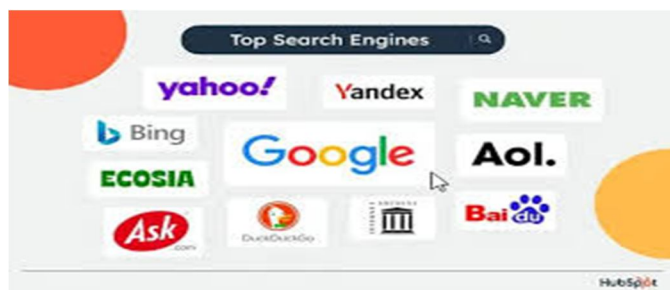 Top Search Engines
yahoo!
Yandex
NAVER
Bing
Google
Aol.
ECOSIA
Ask
.com
DuckDuckGo
Baidu
HubSpot